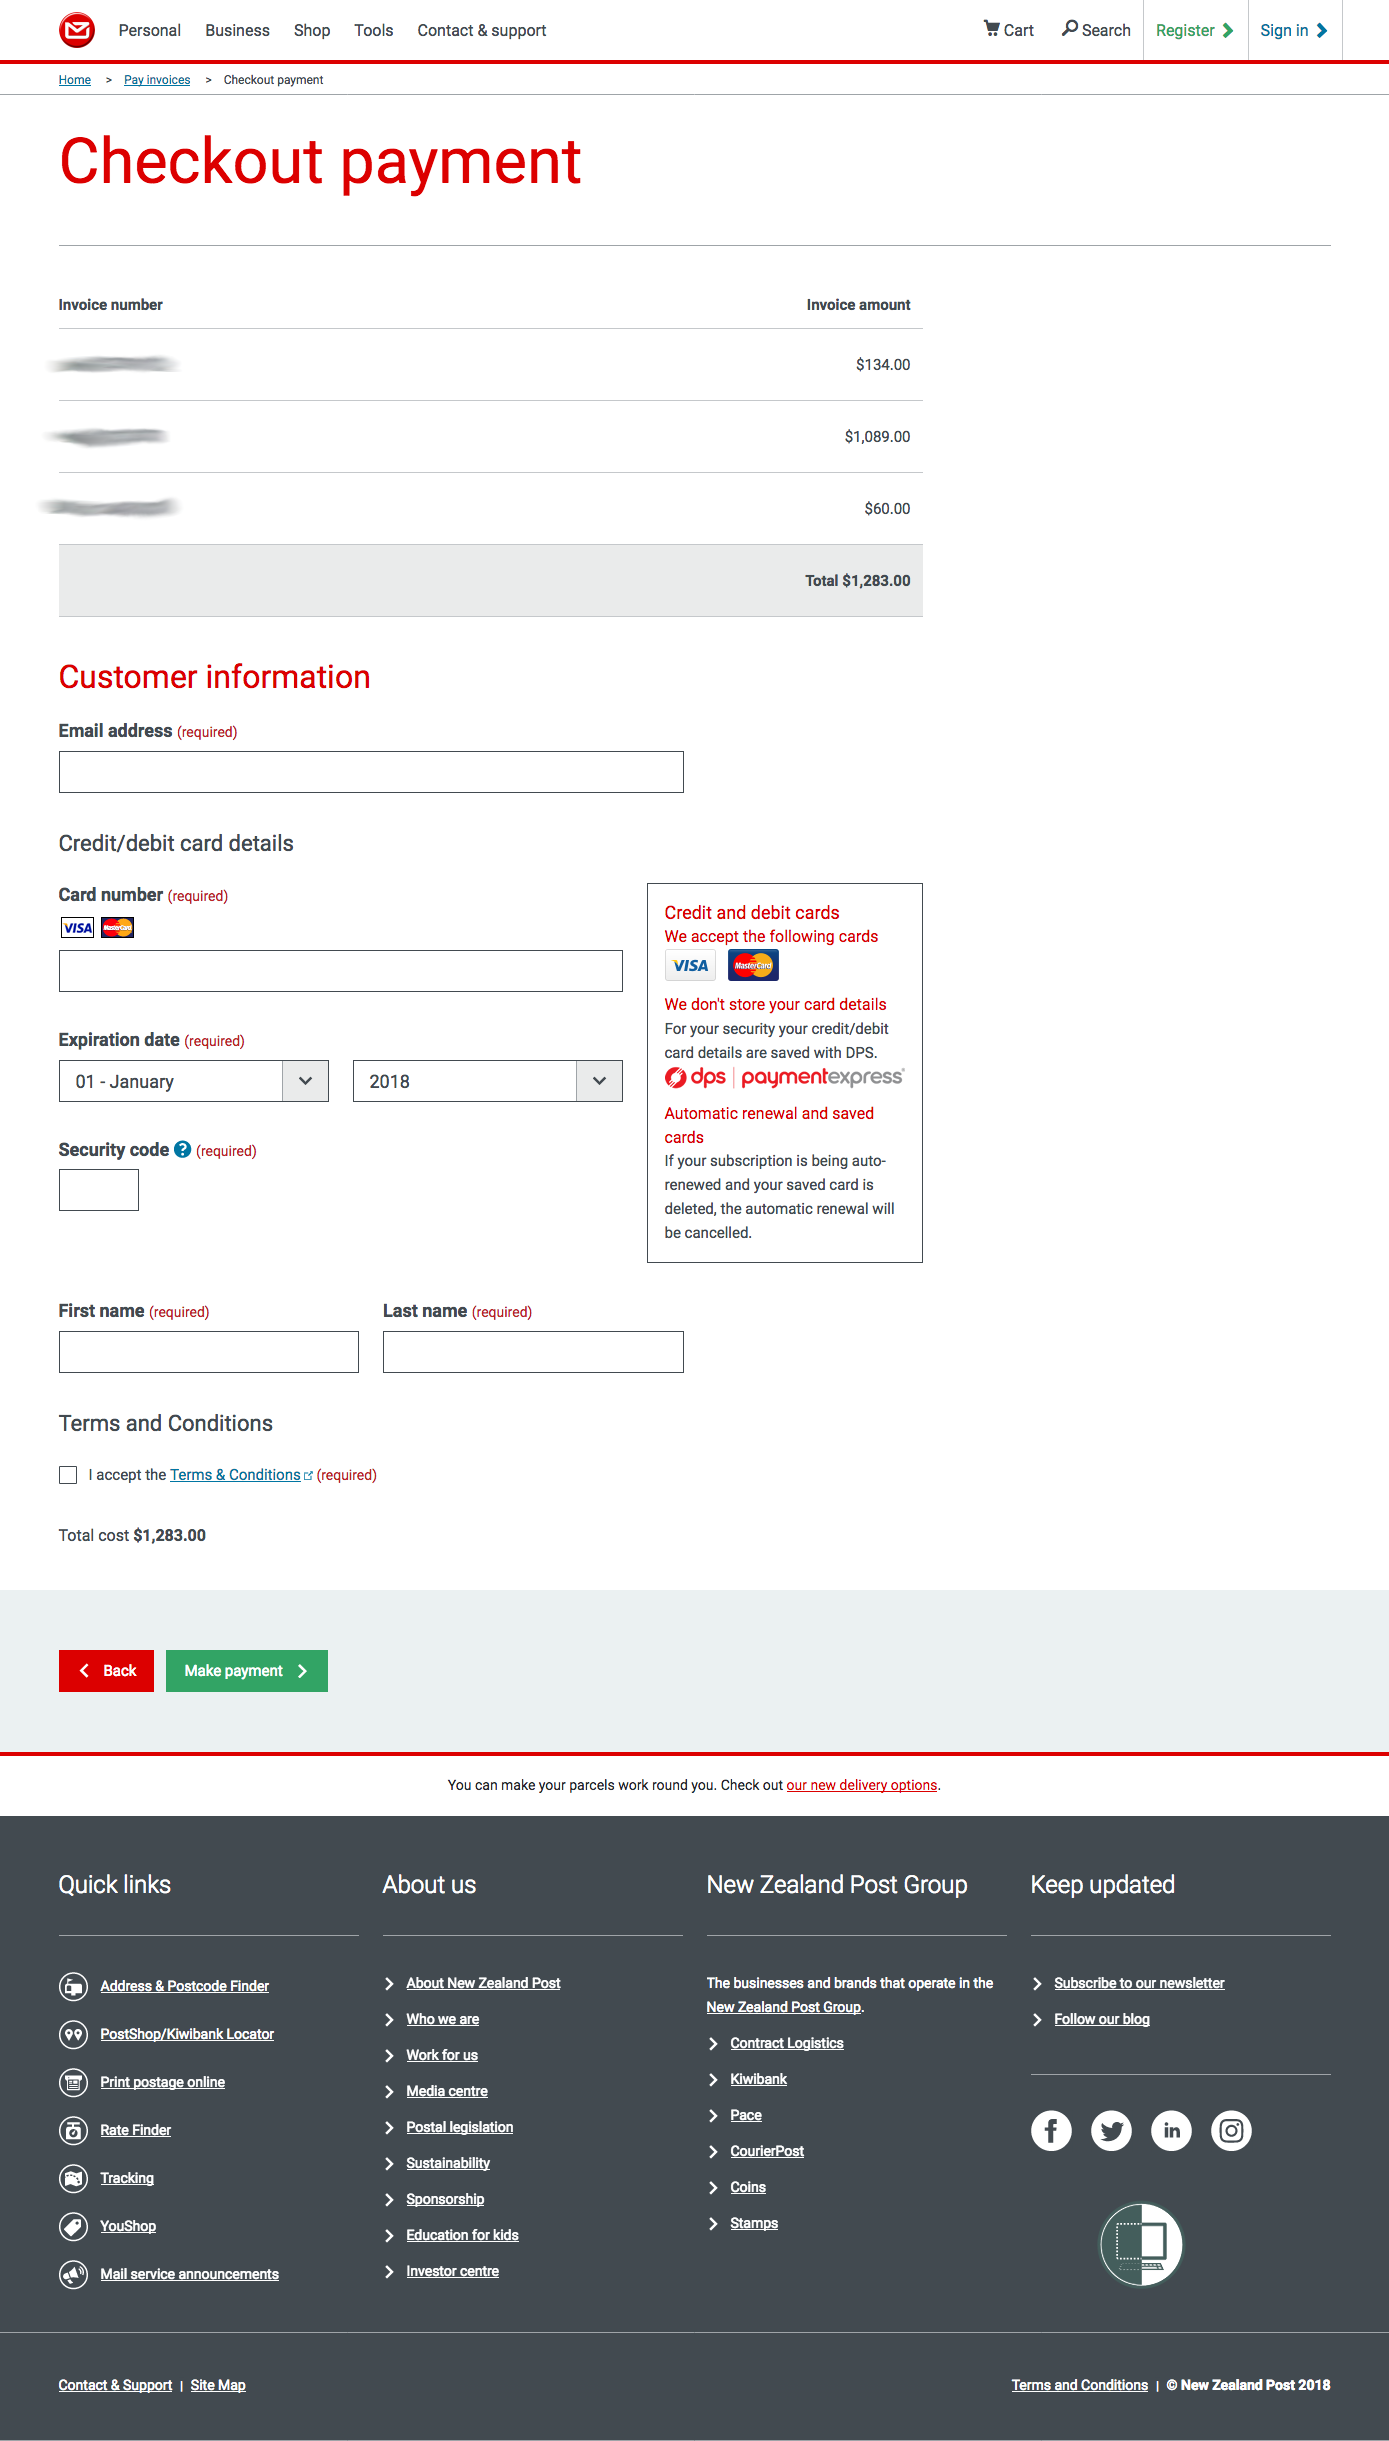 Personal Business Shop Tools Contact & support Cart Search Register Sign in
Home > Pay invoices > Checkout payment
Checkout payment
Invoice number Invoice amount
$134.00
$1,089.00
$60.00
Total $1,283.00
Customer information
Email address (required)
Credit/debit card details
Card number (required)
VISA MasterCard
Expiration date (required)
01 - January 2018
Security code ? (required)
Credit and debit cards
We accept the following cards
VISA MasterCard
We don't store your card details
For your security your credit/debit
card details are saved with DPS.
dps paymentexpress
Automatic renewal and saved
cards
If your subscription is being auto-
renewed and your saved card is
deleted, the automatic renewal will
be cancelled.
First name (required) Last name (required)
Terms and Conditions
I accept the Terms & Conditions (required)
Total cost $1,283.00
Back Make payment
You can make your parcels work round you. Check out our new delivery options.
Quick links
Address & Postcode Finder
PostShop/Kiwibank Locator
Print postage online
Rate Finder
Tracking
YouShop
Mail service announcements
About us
About New Zealand Post
Who we are
Work for us
Media centre
Postal legislation
Sustainability
Sponsorship
Education for kids
Investor centre
New Zealand Post Group
The businesses and brands that operate in the
New Zealand Post Group.
Contract Logistics
Kiwibank
Pace
CourierPost
Coins
Stamps
Keep updated
Subscribe to our newsletter
Follow our blog
f in
Contact & Support | Site Map
Terms and Conditions | © New Zealand Post 2018